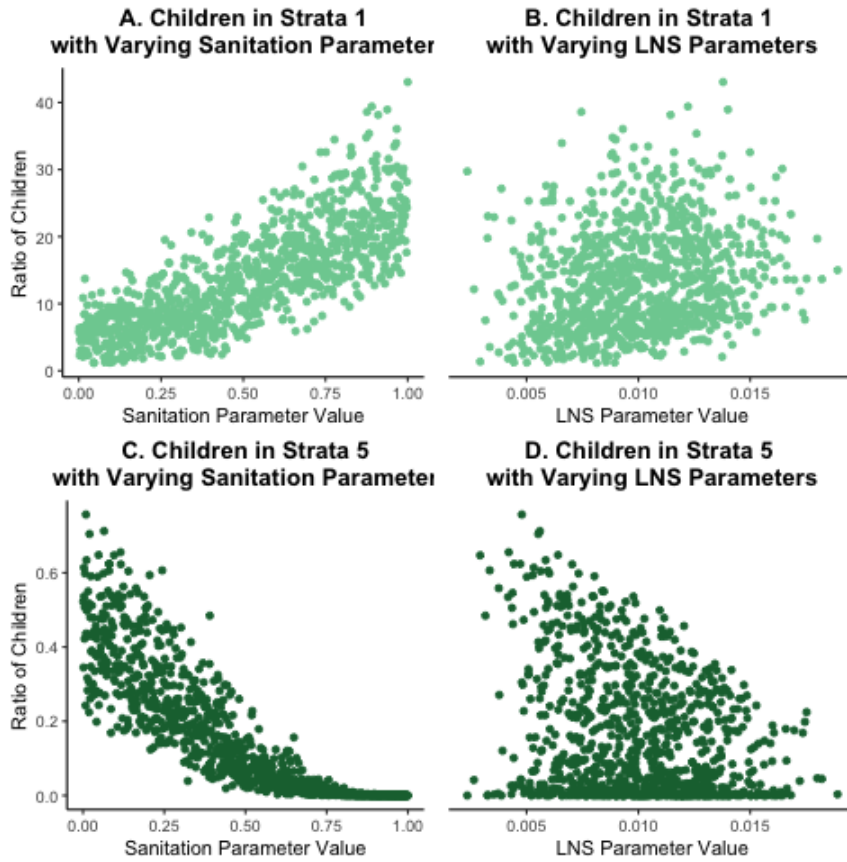 A. Children in Strata 1
with Varying Sanitation Parameter
Ratio of Children
40
30
20
10
0
0.00
0.25
0.50
0.75
1.00
Sanitation Parameter Value
B. Children in Strata 1
with Varying LNS Parameters
0.005
0.010
0.015
LNS Parameter Value
C. Children in Strata 5
with Varying Sanitation Parameter
Ratio of Children
0.6
0.4
0.2
0.0
0.00
0.25
0.50
0.75
1.00
Sanitation Parameter Value
D. Children in Strata 5
with Varying LNS Parameters
0.005
0.010
0.015
LNS Parameter Value